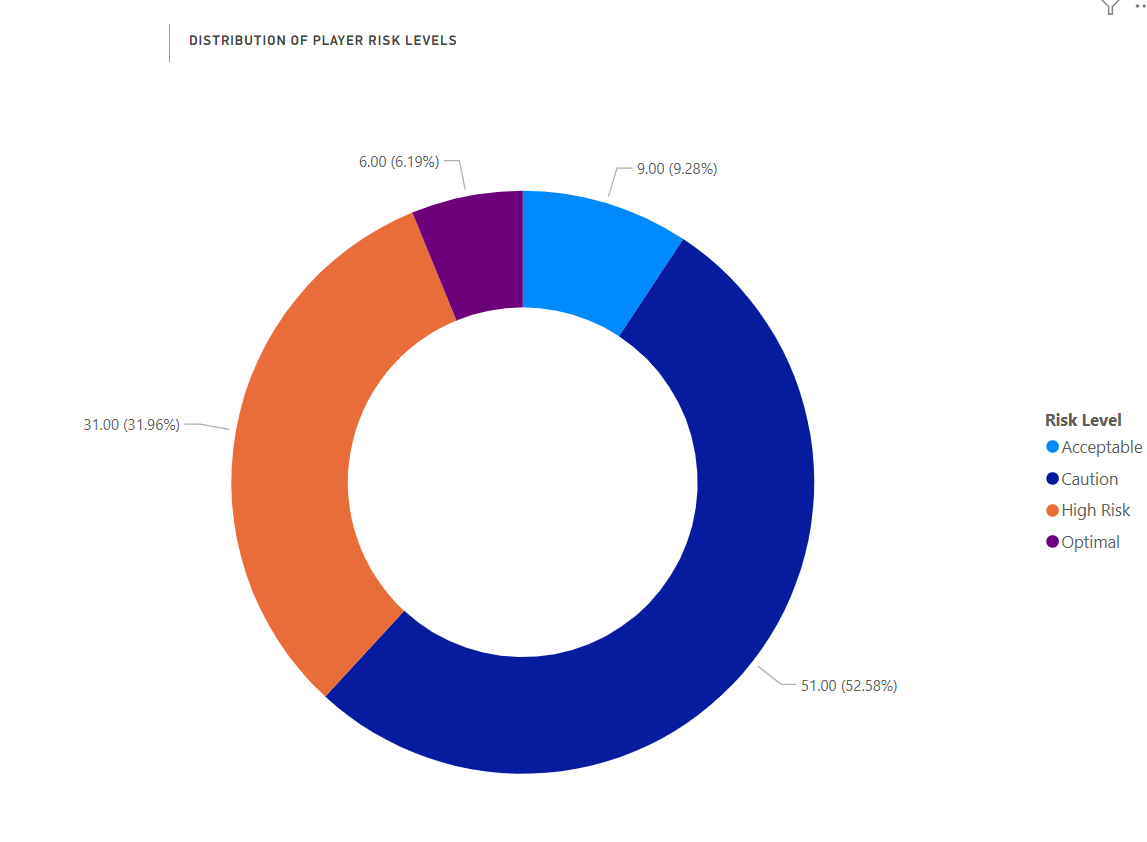 DISTRIBUTION OF PLAYER RISK LEVELS
6.00 (6.19%)
9.00 (9.28%)
31.00 (31.96%)
51.00 (52.58%)
Risk Level
Acceptable
Caution
High Risk
Optimal